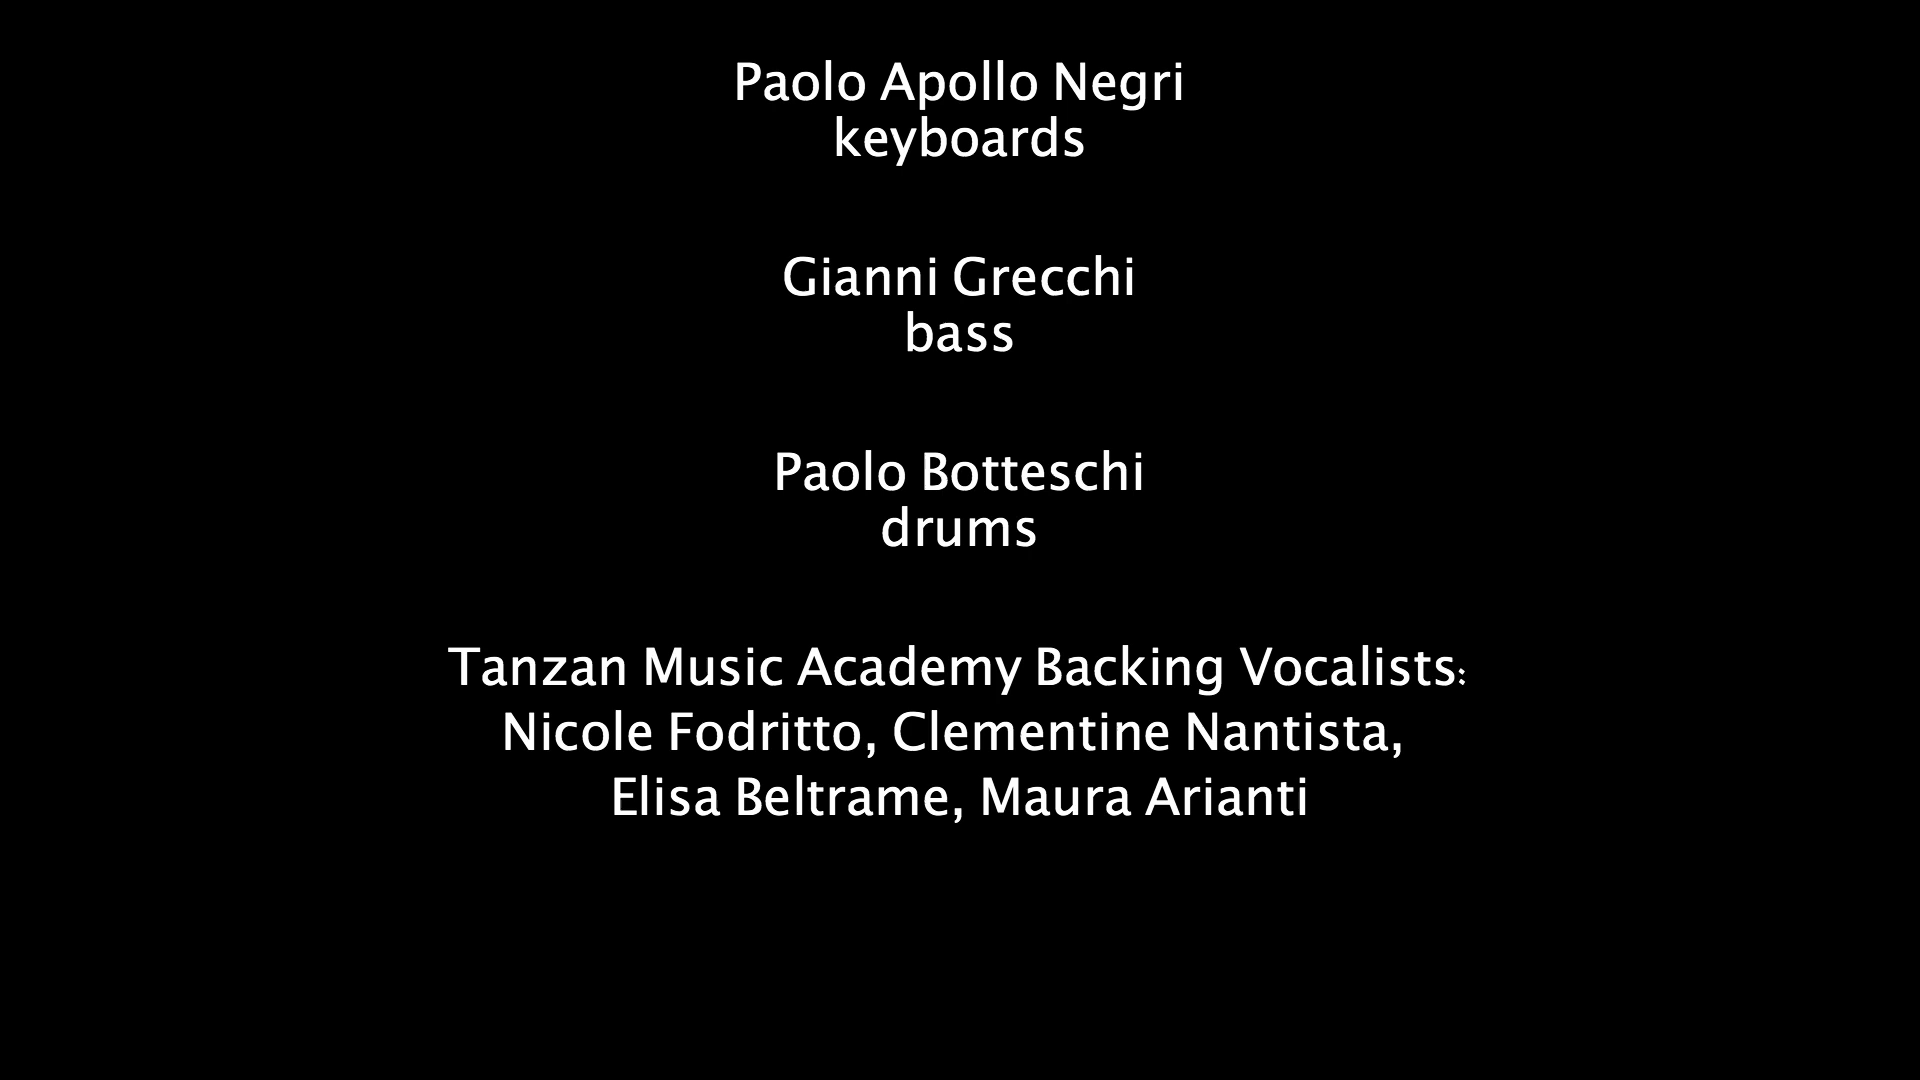 Paolo Apollo Negri
keyboards
Gianni Grecchi
bass
Paolo Botteschi
drums
Tanzan Music Academy Backing Vocalists:
Nicole Fodritto, Clementine Nantista,
Elisa Beltrame, Maura Arianti